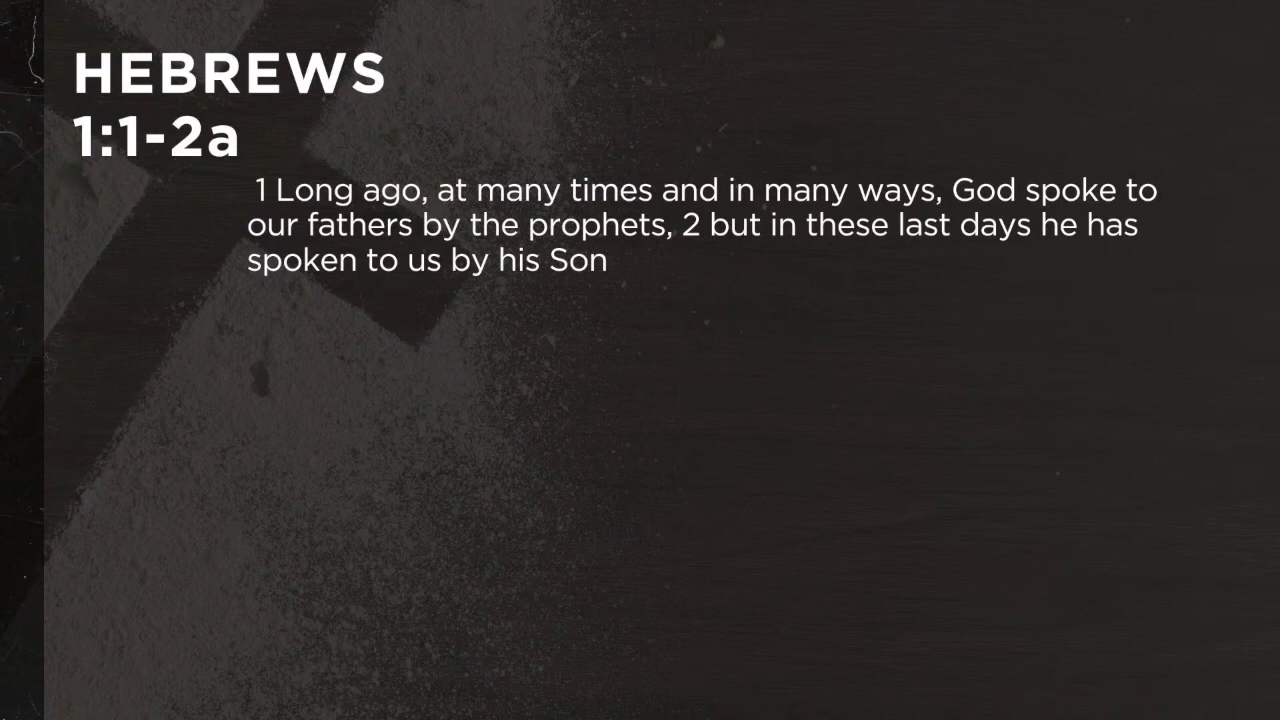 HEBREWS
1:1-2a
1 Long ago, at many times and in many ways, God spoke to
our fathers by the prophets, 2 but in these last days he has
spoken to us by his Son